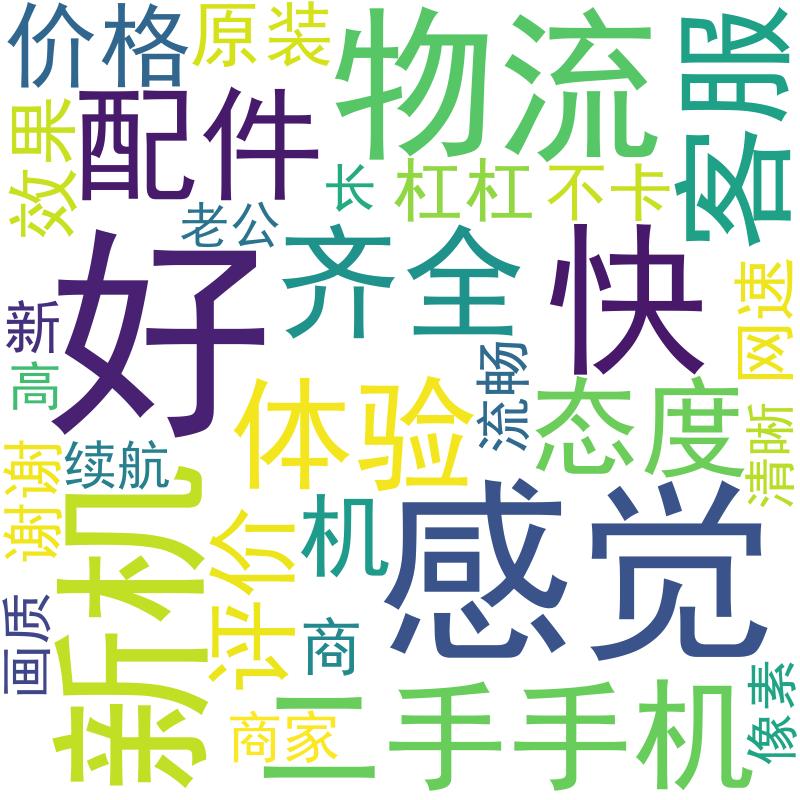 价格
原装
物流
客服
配件
效果
长
杠杠
不卡
老公
好
齐全
快
网速
新
流畅
高
体验
态度
清晰
谢谢
续航
新机
感觉
评价
机
画质
商
像素
商家
二手手机